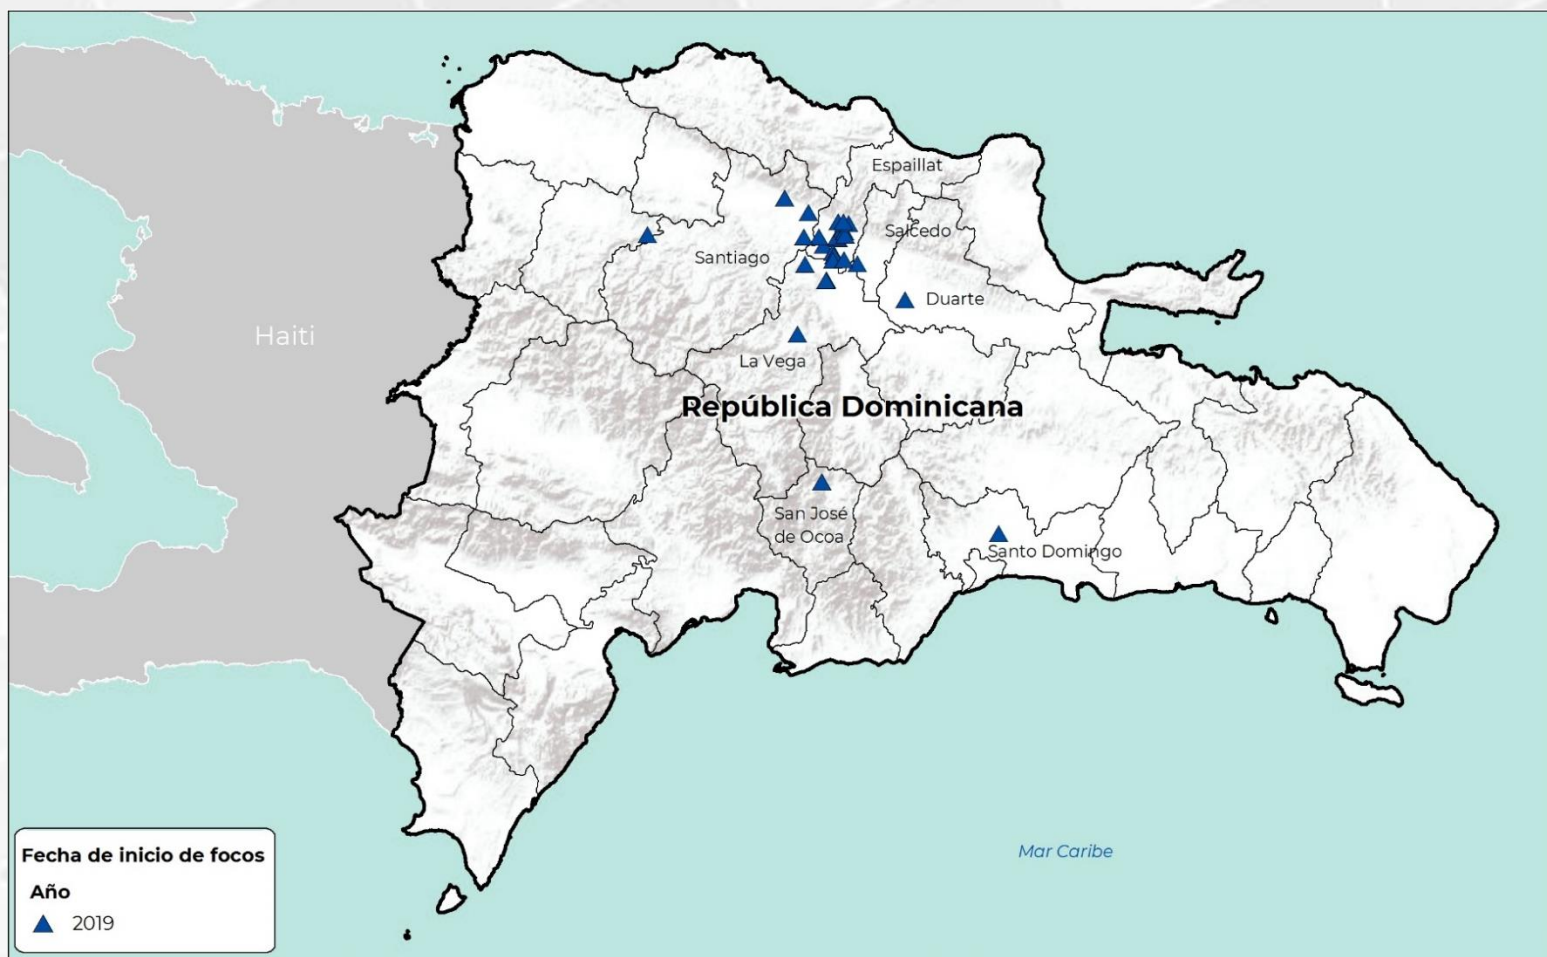 Espaillat
Salcedo
Santiago
Duarte
Haiti
La Vega
República Dominicana
San José
de Ocoa
Santo Domingo
Mar Caribe
Fecha de inicio de focos
Año
2019